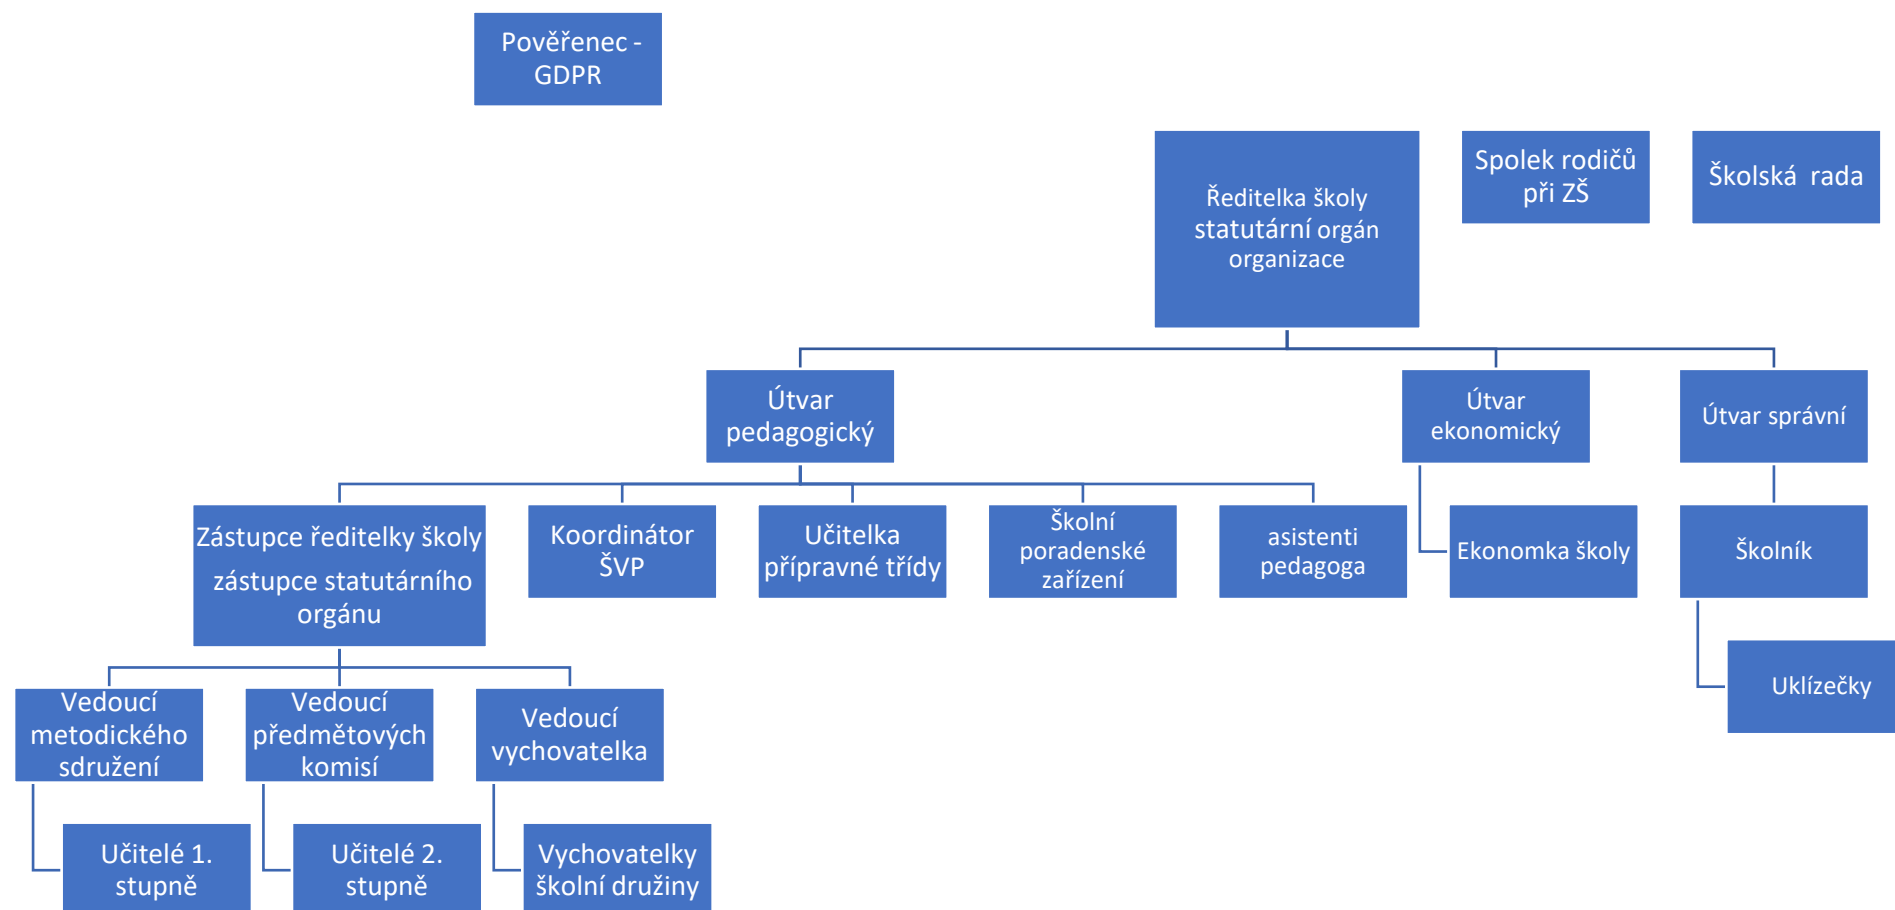 Pověřenec -
GDPR
Ředitelka školy
statutární orgán
organizace
Spolek rodičů
při ZŠ
Školská  rada
Útvar
pedagogický
Útvar
ekonomický
Útvar správní
Zástupce ředitelky školy
zástupce statutárního
orgánu
Koordinátor
ŠVP
Učitelka
přípravné třídy
Školní
poradenské
zařízení
asistenti
pedagoga
Ekonomka školy
Školník
Uklízečky
Vedoucí
metodického
sdružení
Vedoucí
předmětových
komisí
Vedoucí
vychovatelka
Učitelé 1.
stupně
Učitelé 2.
stupně
Vychovatelky
školní družiny